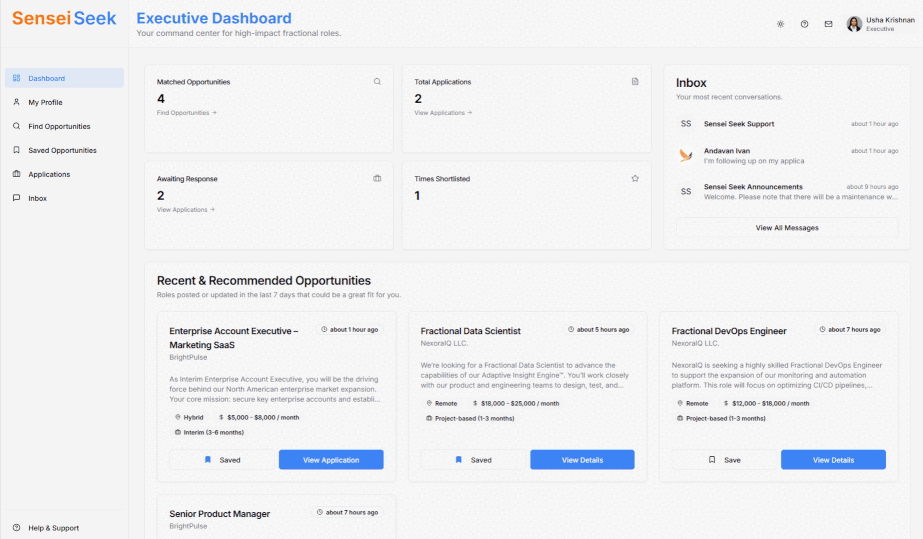 Sensei Seek
Executive Dashboard
Your command center for high-impact fractional roles.
Usha Krishnan
Executive
Dashboard
My Profile
Find Opportunities
Saved Opportunities
Applications
Inbox
Help & Support
Matched Opportunities
4
Find Opportunities →
Total Applications
2
View Applications →
Awaiting Response
2
View Applications →
Times Shortlisted
1
Inbox
Your most recent conversations.
SS Sensei Seek Support about 1 hour ago
Andavan Ivan about 1 hour ago
I'm following up on my applica
SS Sensei Seek Announcements about 9 hours ago
Welcome. Please note that there will be a maintenance w...
View All Messages
Recent & Recommended Opportunities
Roles posted or updated in the last 7 days that could be a great fit for you.
Enterprise Account Executive – about 1 hour ago
Marketing SaaS
BrightPulse
As Interim Enterprise Account Executive, you will be the driving
force behind our North American enterprise market expansion.
Your core mission: secure key enterprise accounts and establi...
Hybrid $ $5,000 - $8,000 / month
Interim (3-6 months)
Saved View Application
Fractional Data Scientist about 5 hours ago
NexoraIQ LLC.
We're looking for a Fractional Data Scientist to advance the
capabilities of our Adaptive Insight Engine™. You'll work closely
with our product and engineering teams to design, test, and...
Remote $ $18,000 - $25,000 / month
Project-based (1-3 months)
Saved View Details
Fractional DevOps Engineer about 7 hours ago
NexoraIQ LLC.
NexoraIQ is seeking a highly skilled Fractional DevOps Engineer
to support the expansion of our monitoring and automation
platform. This role will focus on optimizing CI/CD pipelines,...
Remote $ $12,000 - $18,000 / month
Project-based (1-3 months)
Save View Details
Senior Product Manager about 7 hours ago
BrightPulse